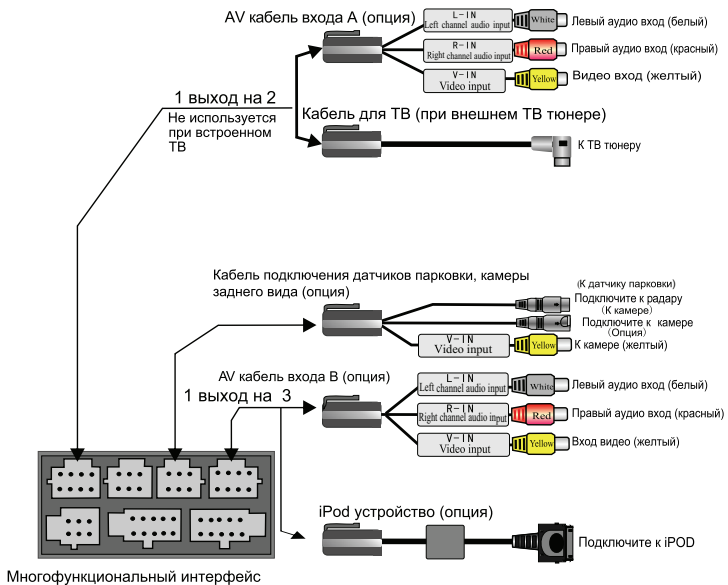 AV кабель входа А (опция)
L-IN
Left channel audio input
White
Левый аудио вход (белый)
R-IN
Right channel audio input
Red
Правый аудио вход (красный)
V-IN
Video input
Yellow
Видео вход (желтый)
1 выход на 2
Не используется
при встроенном
ТВ
Кабель для ТВ (при внешнем ТВ тюнере)
К ТВ тюнеру
Кабель подключения датчиков парковки, камеры
заднего вида (опция)
(К датчику парковки)
Подключите к радару
(К камере)
Подключите к камере
(Опция)
V-IN
Video input
Yellow
К камере (желтый)
AV кабель входа В (опция)
1 выход на 3
L-IN
Left channel audio input
White
Левый аудио вход (белый)
R-IN
Right channel audio input
Red
Правый аудио вход (красный)
V-IN
Video input
Yellow
Вход видео (желтый)
iPod устройство (опция)
Подключите к iPOD
Многофункциональный интерфейс